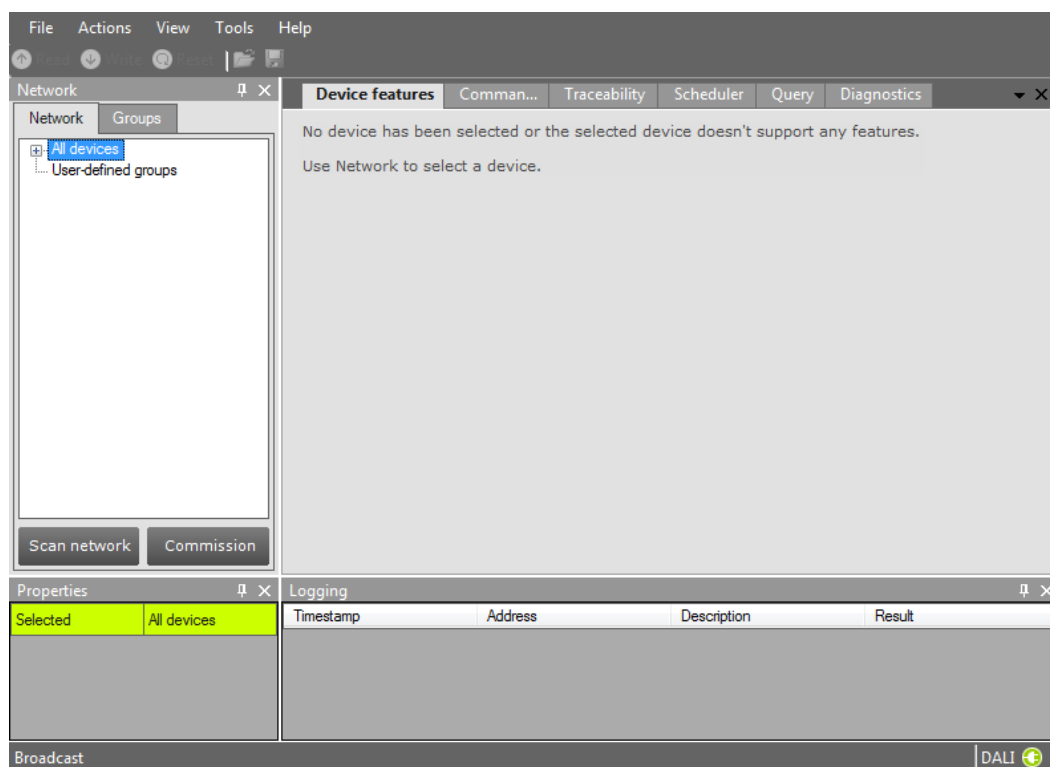 File Actions View Tools Help
Read Write Reset
Network
Device features Comman... Traceability Scheduler Query Diagnostics
Network Groups
All devices
User-defined groups
No device has been selected or the selected device doesn't support any features.
Use Network to select a device.
Scan network Commission
Properties
Selected All devices
Logging
Timestamp Address Description Result
Broadcast
DALI